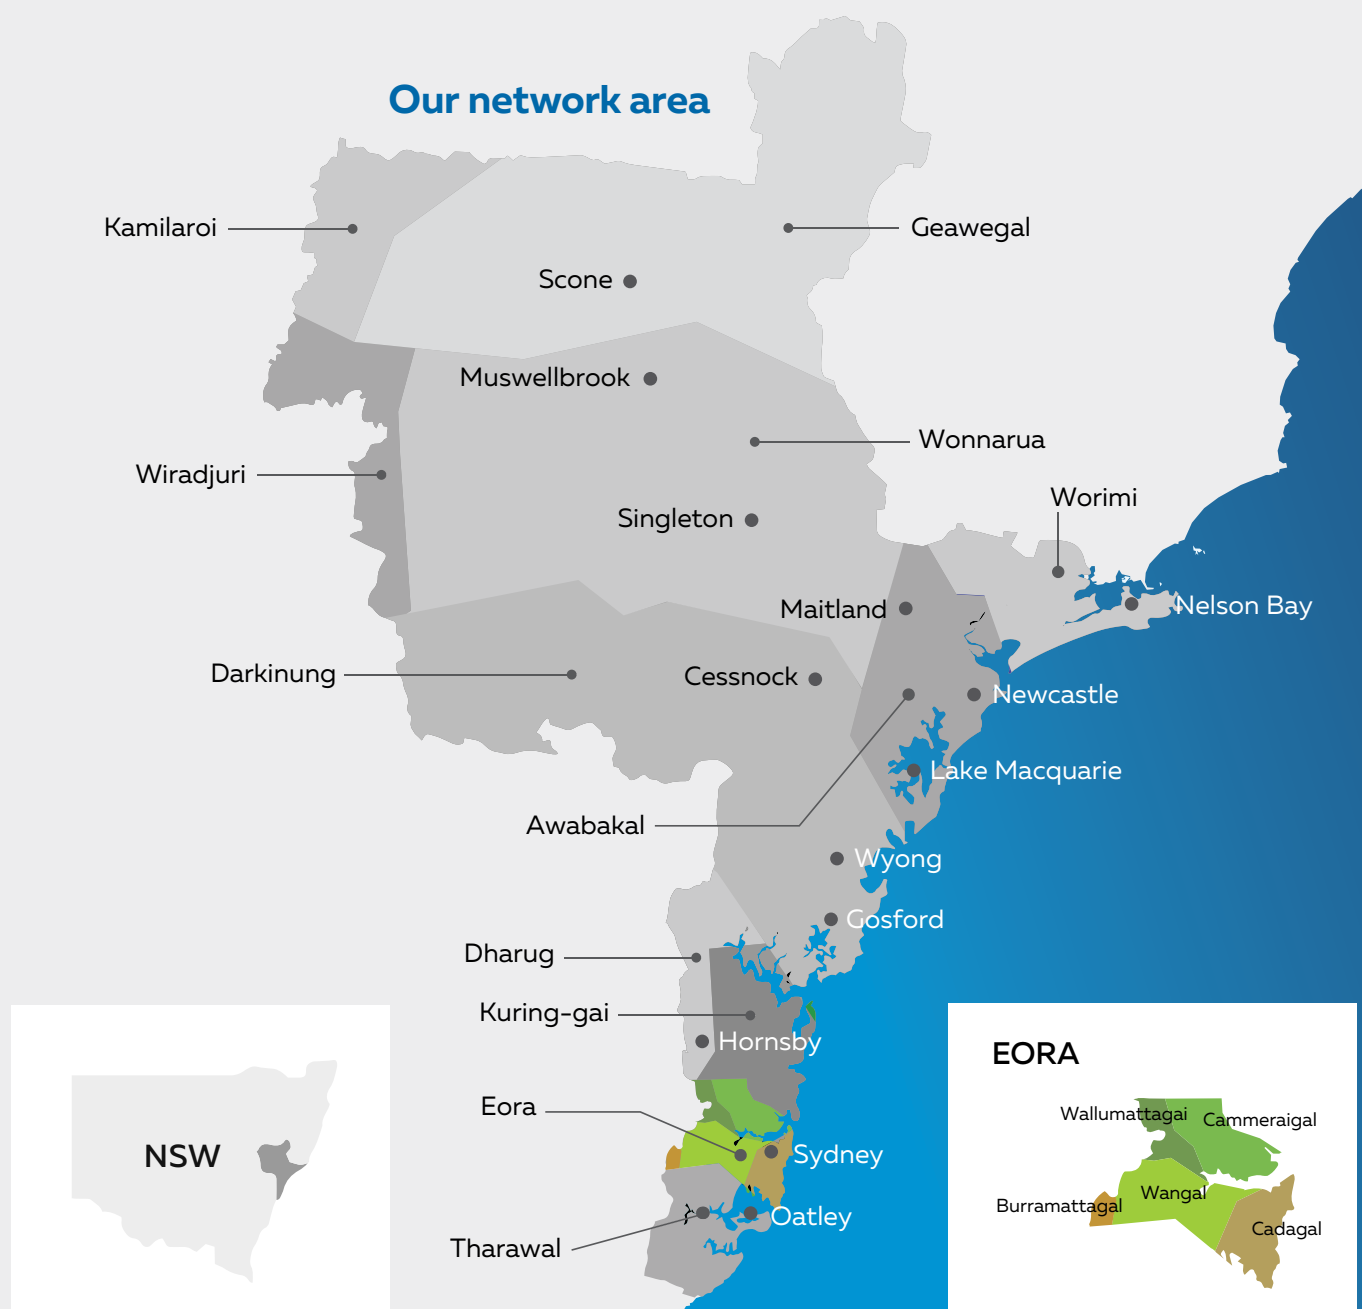 Our network area
Kamilaroi
Geawegal
Scone
Muswellbrook
Wonnarua
Wiradjuri
Worimi
Singleton
Maitland
Nelson Bay
Darkinung
Cessnock
Newcastle
Lake Macquarie
Awabakal
Wyong
Gosford
Dharug
Kuring-gai
Hornsby
Eora
Sydney
Oatley
Tharawal
NSW
EORA
Wallumattagai
Cammeraigal
Wangal
Burramattagal
Cadagal